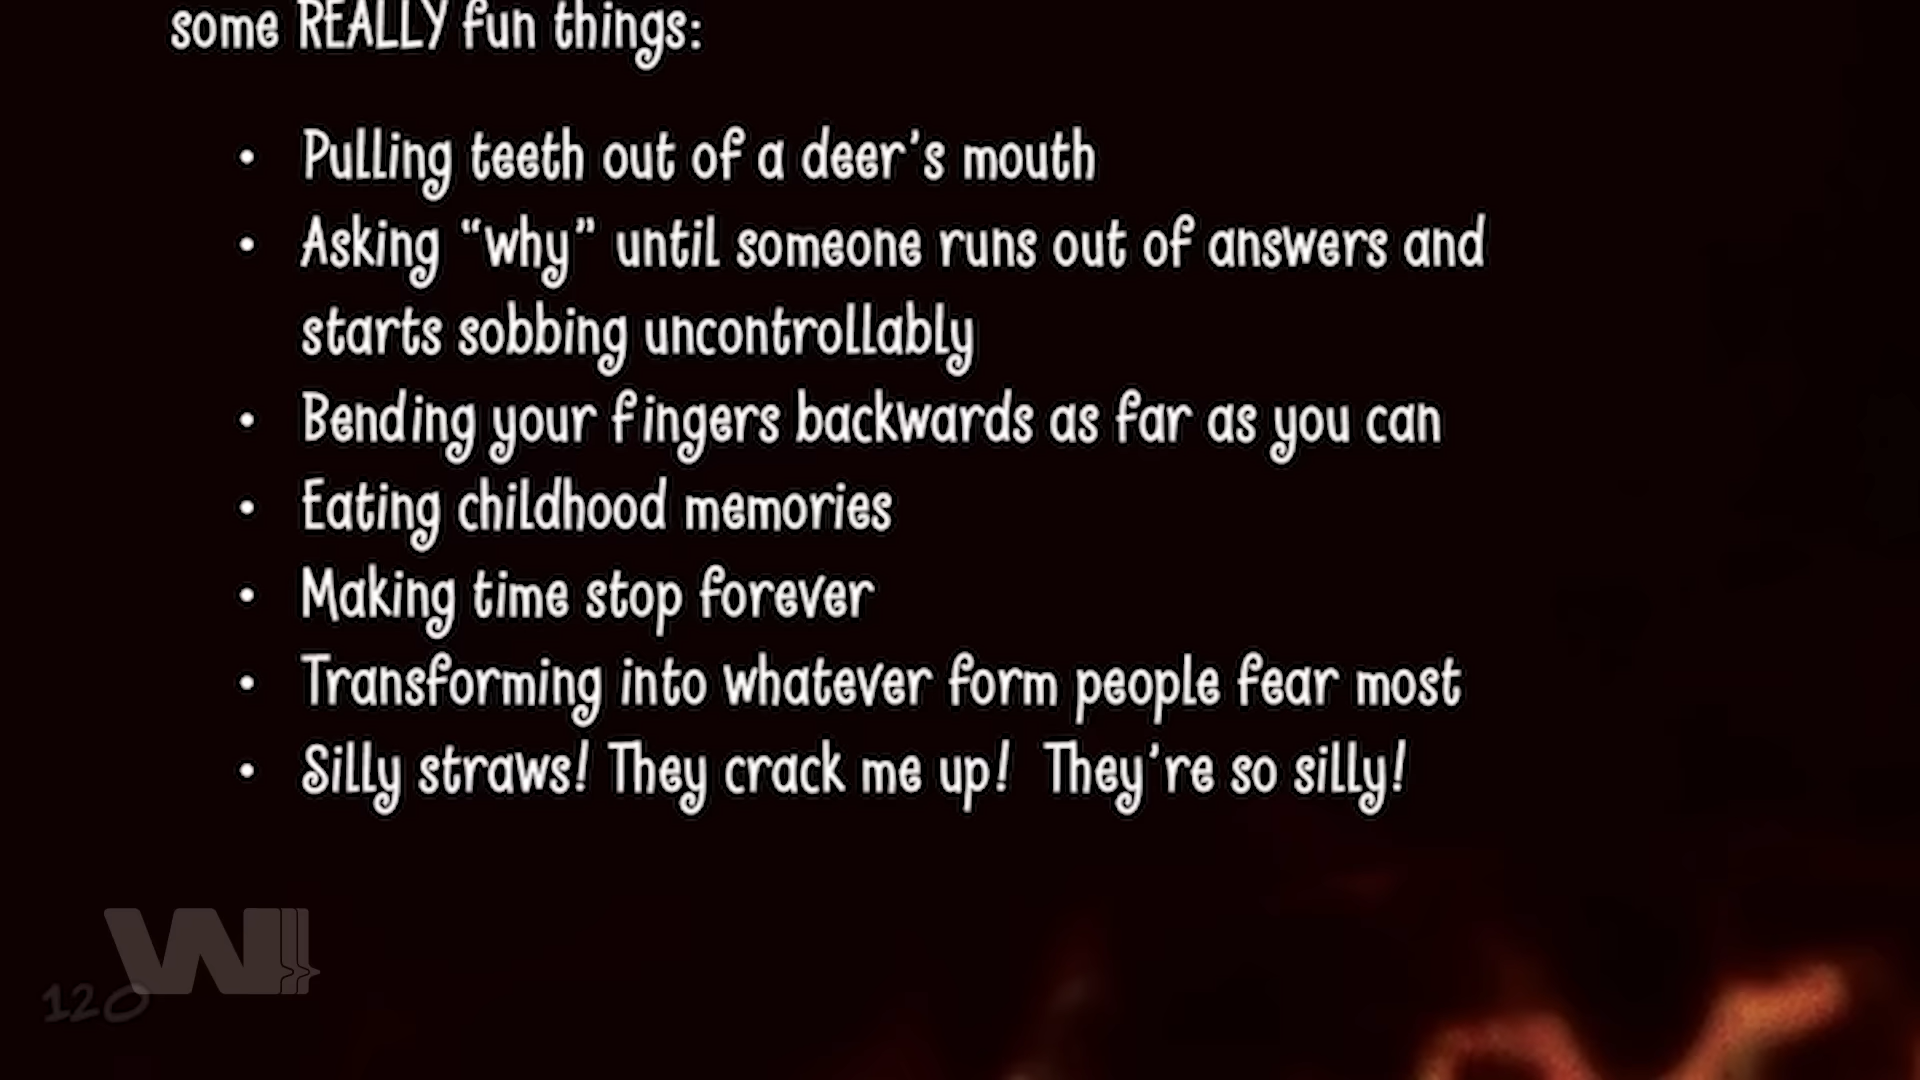 some REALLY fun things:
• Pulling teeth out of a deer's mouth
• Asking “why” until someone runs out of answers and
starts sobbing uncontrollably
• Bending your fingers backwards as far as you can
• Eating childhood memories
• Making time stop forever
• Transforming into whatever form people fear most
• Silly straws! They crack me up!  They're so silly!
W
120